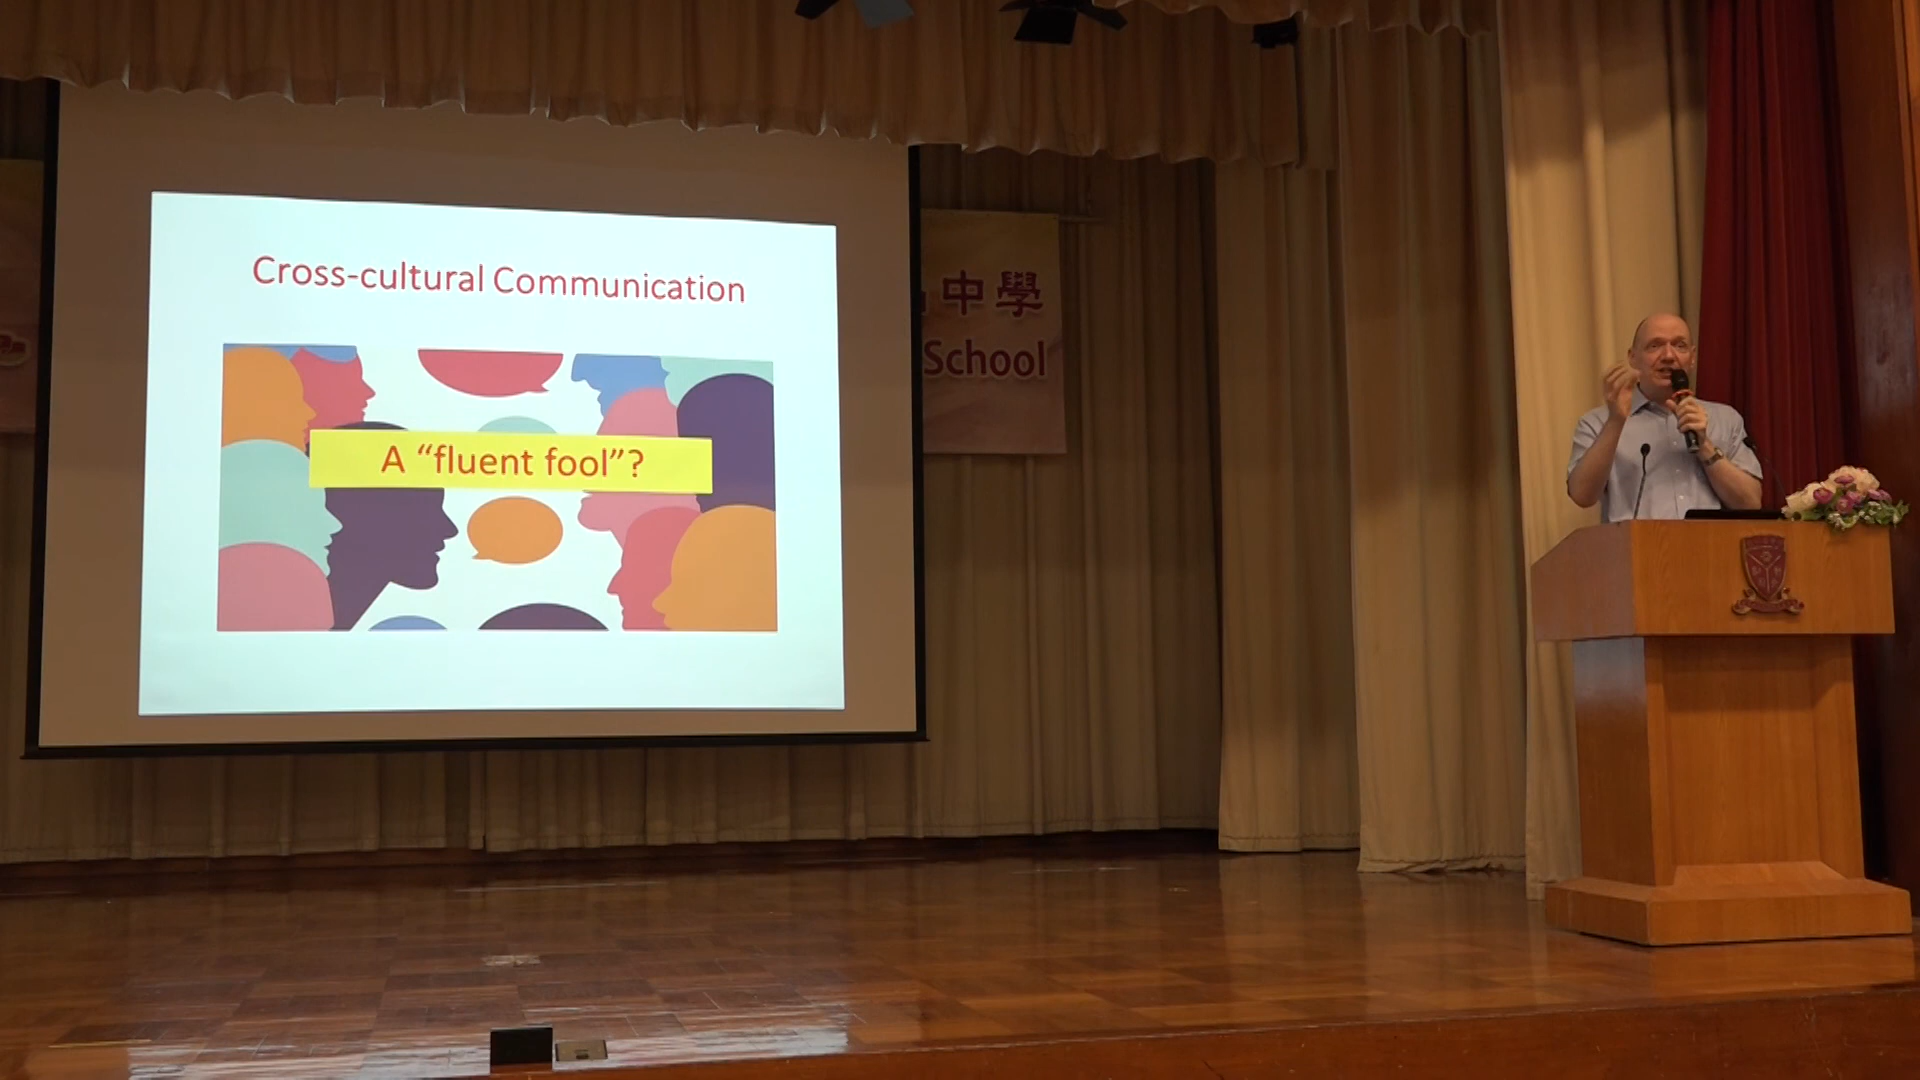 Cross-cultural Communication
A “fluent fool”?
中學
School